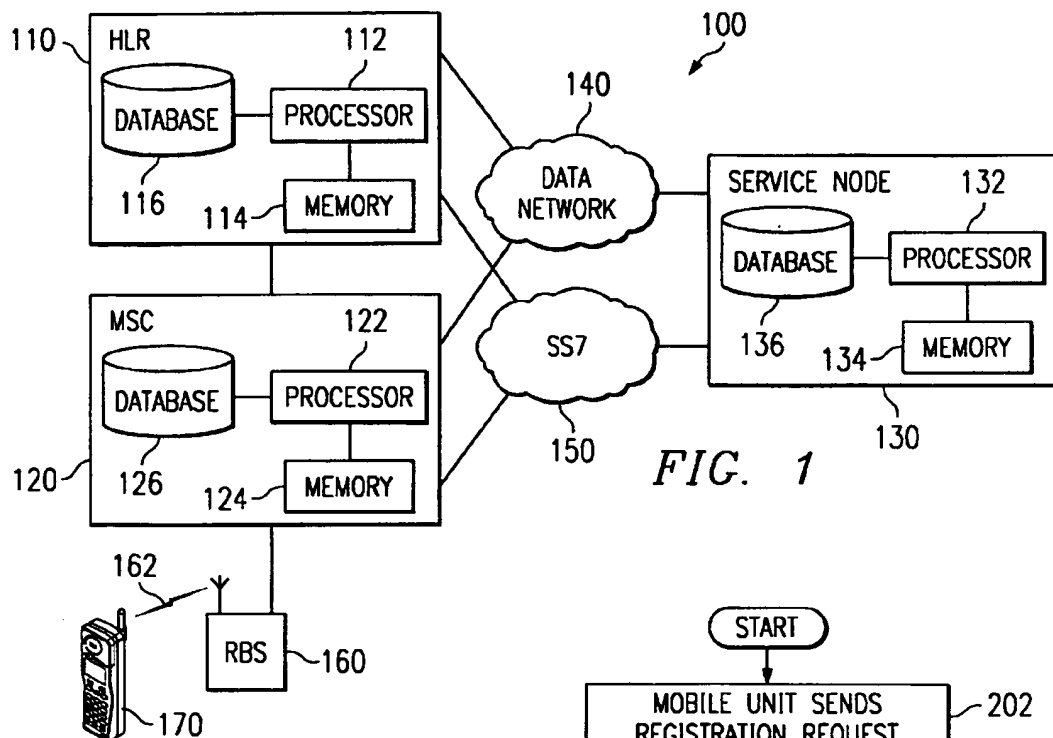 100
110
HLR
112
DATABASE
PROCESSOR
116
114
MEMORY
140
DATA
NETWORK
SERVICE NODE
132
DATABASE
PROCESSOR
136
134
MEMORY
130
MSC
122
DATABASE
PROCESSOR
120
126
124
MEMORY
SS7
150
FIG. 1
162
RBS
160
170
START
MOBILE UNIT SENDS
REGISTRATION REQUEST
202